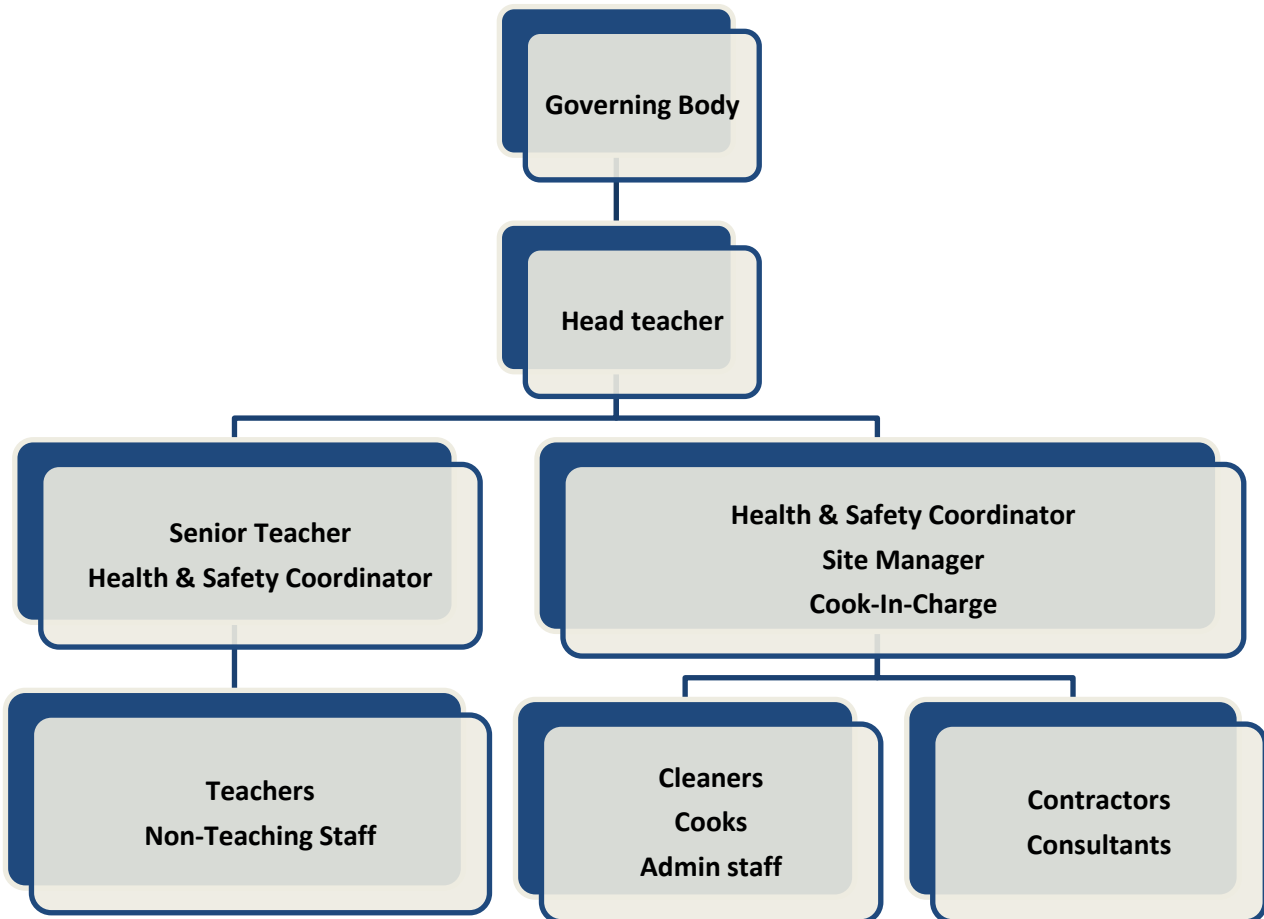 Governing Body
Head teacher
Senior Teacher
Health & Safety Coordinator
Health & Safety Coordinator
Site Manager
Cook-In-Charge
Teachers
Non-Teaching Staff
Cleaners
Cooks
Admin staff
Contractors
Consultants